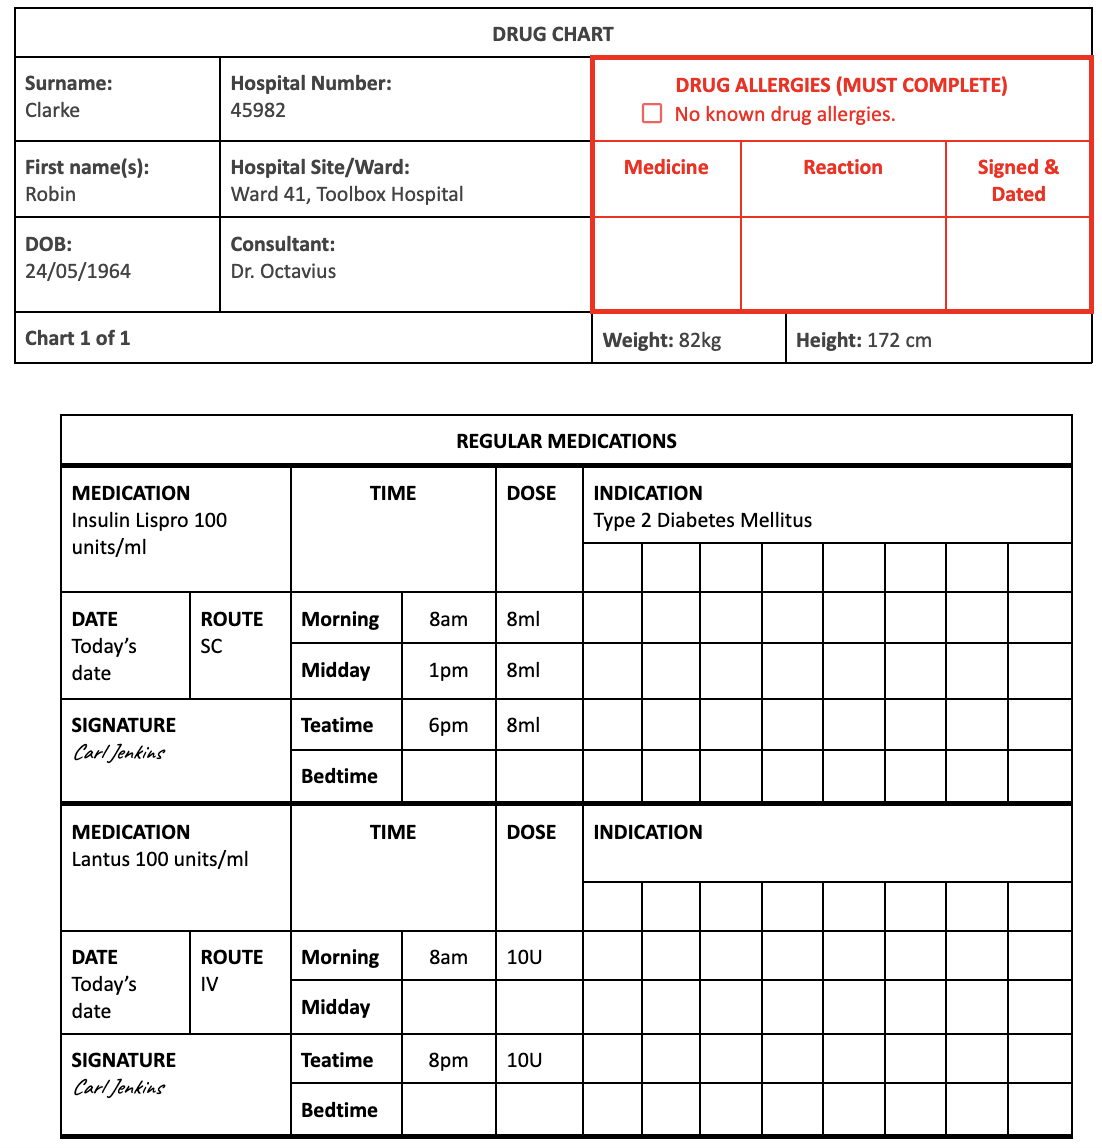 DRUG CHART
Surname:
Clarke
Hospital Number:
45982
DRUG ALLERGIES (MUST COMPLETE)
No known drug allergies.
First name(s):
Robin
Hospital Site/Ward:
Ward 41, Toolbox Hospital
Medicine
Reaction
Signed &
Dated
DOB:
24/05/1964
Consultant:
Dr. Octavius
Chart 1 of 1
Weight: 82kg
Height: 172 cm
REGULAR MEDICATIONS
MEDICATION
Insulin Lispro 100
units/ml
TIME
DOSE
INDICATION
Type 2 Diabetes Mellitus
DATE
Today’s
date
ROUTE
SC
Morning
8am
8ml
Midday
1pm
8ml
SIGNATURE
Carl Jenkins
Teatime
6pm
8ml
Bedtime
MEDICATION
Lantus 100 units/ml
TIME
DOSE
INDICATION
DATE
Today’s
date
ROUTE
IV
Morning
8am
10U
Midday
SIGNATURE
Carl Jenkins
Teatime
8pm
10U
Bedtime